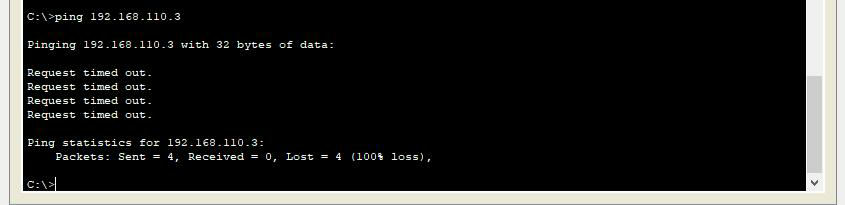 C:\>ping 192.168.110.3
Pinging 192.168.110.3 with 32 bytes of data:
Request timed out.
Request timed out.
Request timed out.
Request timed out.
Ping statistics for 192.168.110.3:
    Packets: Sent = 4, Received = 0, Lost = 4 (100% loss),
C:\>